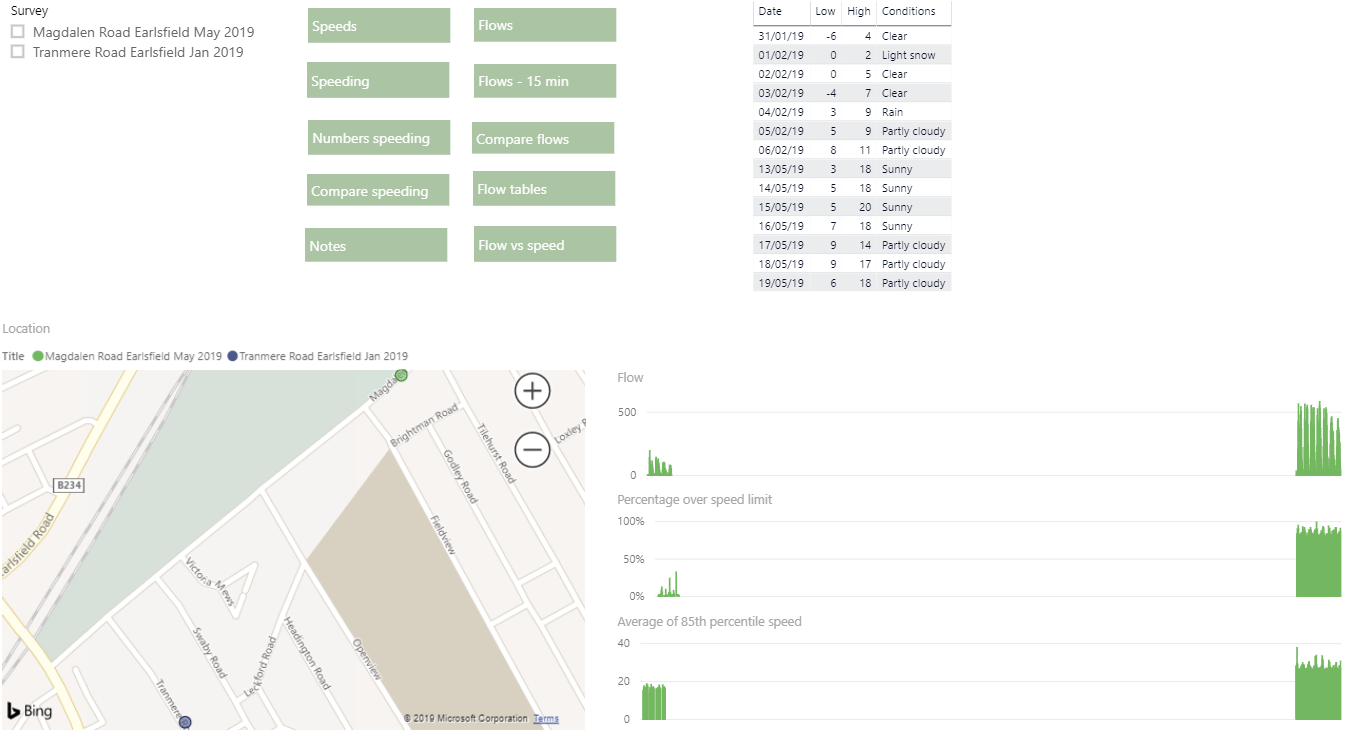 Survey
Magdalen Road Earlsfield May 2019
Tranmere Road Earlsfield Jan 2019
Speeds
Flows
Speeding
Flows - 15 min
Numbers speeding
Compare flows
Compare speeding
Flow tables
Notes
Flow vs speed
Date Low High Conditions
31/01/19 -6 4 Clear
01/02/19 0 2 Light snow
02/02/19 0 5 Clear
03/02/19 -4 7 Clear
04/02/19 3 9 Rain
05/02/19 5 9 Partly cloudy
06/02/19 8 11 Partly cloudy
13/05/19 3 18 Sunny
14/05/19 5 18 Sunny
15/05/19 5 20 Sunny
16/05/19 7 18 Sunny
17/05/19 9 14 Partly cloudy
18/05/19 9 17 Partly cloudy
19/05/19 6 18 Partly cloudy
Location
Title Magdalen Road Earlsfield May 2019 Tranmere Road Earlsfield Jan 2019
Magda
Brightman Road
Tilehurst Road
Loxley R
Godley Road
B234
arlsfield Road
Fieldview
Victoria Mews
Swaby Road
Leckford Road
Headington Road
Openview
Tranmere
Bing
© 2019 Microsoft Corporation Terms
Flow
500
0
Percentage over speed limit
100%
50%
0%
Average of 85th percentile speed
40
20
0